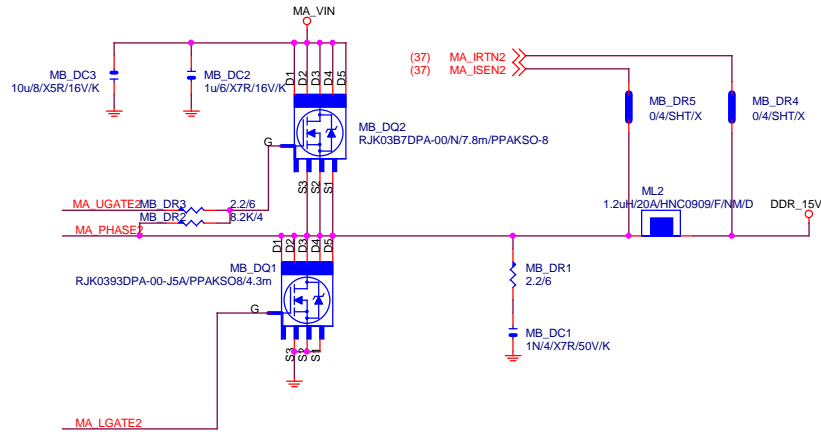 MA_VIN
(37) MA_IRTN2
(37) MA_ISEN2
MB_DC3
10u/8/X5R/16V/K
MB_DC2
1u/6/X7R/16V/K
D1
D2
D3
D4
D5
G
MB_DQ2
RJK03B7DPA-00/N/7.8m/PPAKSO-8
S3
S2
S1
MB_DR5
0/4/SHT/X
MB_DR4
0/4/SHT/X
MA_UGATE2
MB_DR3
2.2/6
MB_DR2
8.2K/4
MA_PHASE2
ML2
1.2uH/20A/HNC0909/F/NM/D
DDR_15V
D1
D2
D3
D4
D5
MB_DQ1
RJK0393DPA-00-J5A/PPAKSO8/4.3m
G
S3
S2
S1
MB_DR1
2.2/6
MB_DC1
1N/4/X7R/50V/K
MA_LGATE2